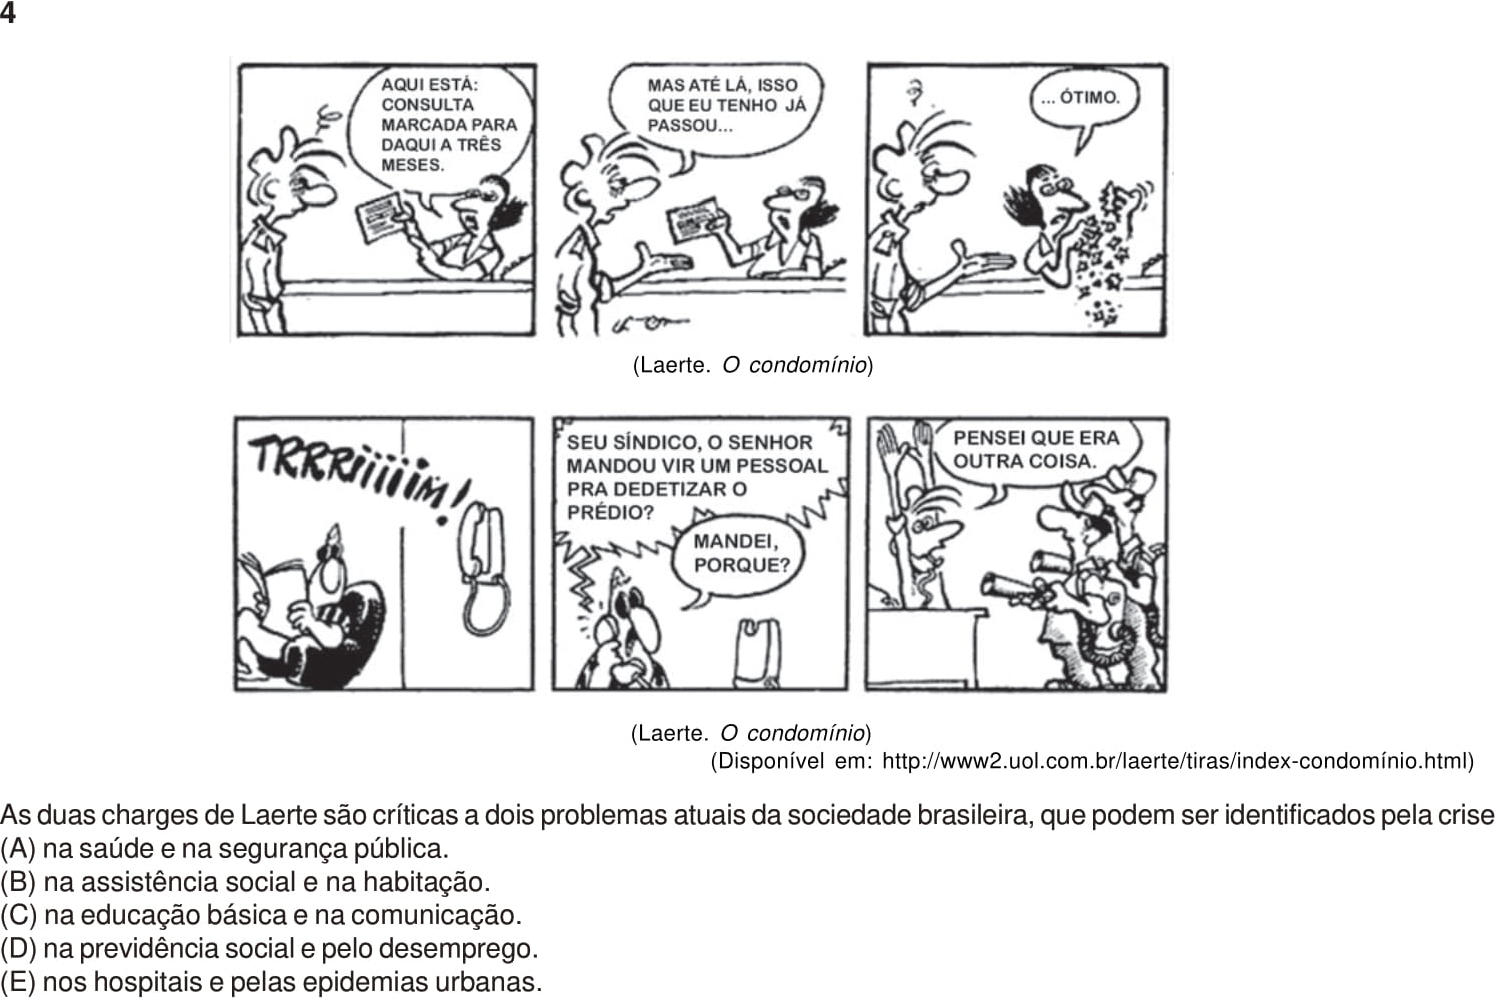 4
AQUI ESTÁ:
CONSULTA
MARCADA PARA
DAQUI A TRÊS
MESES.
MAS ATÉ LÁ, ISSO
QUE EU TENHO JÁ
PASSOU...
... ÓTIMO.
(Laerte. O condomínio)
TRRRiiiiiiM!
SEU SÍNDICO, O SENHOR
MANDOU VIR UM PESSOAL
PRA DEDETIZAR O
PRÉDIO?
MANDEI,
PORQUE?
PENSEI QUE ERA
OUTRA COISA.
(Laerte. O condomínio)
(Disponível em: http://www2.uol.com.br/laerte/tiras/index-condomínio.html)
As duas charges de Laerte são críticas a dois problemas atuais da sociedade brasileira, que podem ser identificados pela crise
(A) na saúde e na segurança pública.
(B) na assistência social e na habitação.
(C) na educação básica e na comunicação.
(D) na previdência social e pelo desemprego.
(E) nos hospitais e pelas epidemias urbanas.